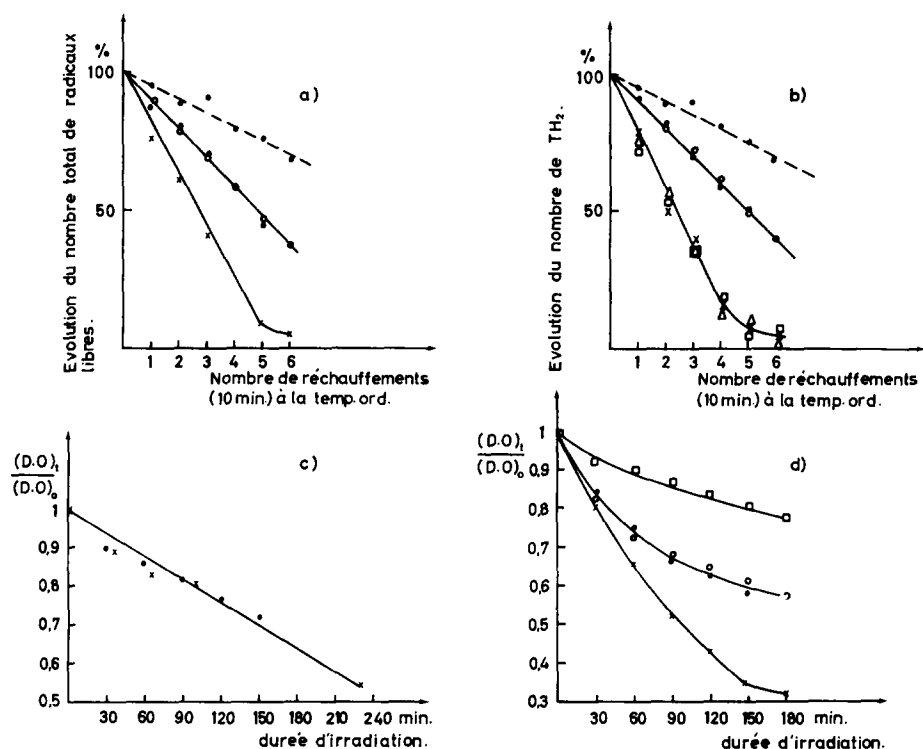 %
100
50
a)
Evolution du nombre total de radicaux
libres.
1 2 3 4 5 6
Nombre de réchauffements
(10 min.) à la temp. ord.
%
100
50
b)
Evolution du nombre de TH₂.
1 2 3 4 5 6
Nombre de réchauffements
(10 min.) à la temp. ord.
(D.O)t
(D.O)o
c)
1
0,9
0,8
0,7
0,6
0,5
30 60 90 120 150 180 210 240 min.
durée d'irradiation.
(D.O)t
(D.O)o
d)
1
0,9
0,8
0,7
0,6
0,5
0,4
0,3
30 60 90 120 150 180 min.
durée d'irradiation.